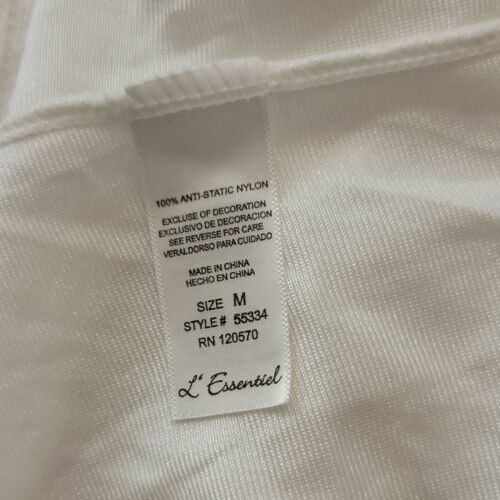 100% ANTI-STATIC NYLON
EXCLUSE OF DECORATION
EXCLUSIVO DE DECORACION
SEE REVERSE FOR CARE
VERALDORSO PARA CUIDADO
MADE IN CHINA
HECHO EN CHINA
SIZE M
STYLE# 55334
RN 120570
L' Essentiel